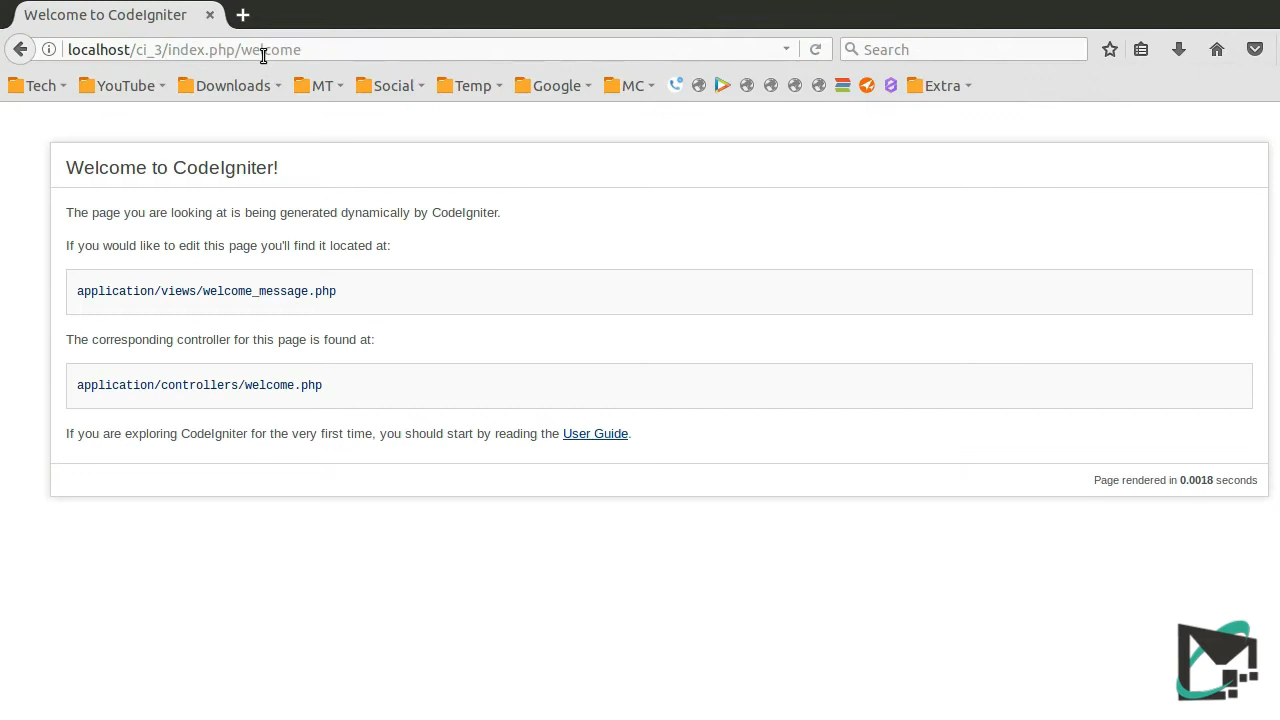 Welcome to CodeIgniter
localhost/ci_3/index.php/welcome
Search
Tech YouTube Downloads MT Social Temp Google MC Extra
Welcome to CodeIgniter!
The page you are looking at is being generated dynamically by CodeIgniter.
If you would like to edit this page you'll find it located at:
application/views/welcome_message.php
The corresponding controller for this page is found at:
application/controllers/welcome.php
If you are exploring CodeIgniter for the very first time, you should start by reading the User Guide.
Page rendered in 0.0018 seconds